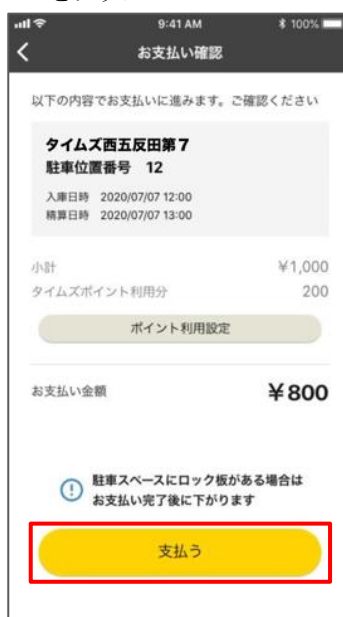 9:41 AM 100%
お支払い確認
以下の内容でお支払いに進みます。ご確認ください
タイムズ西五反田第7
駐車位置番号 12
入庫日時 2020/07/07 12:00
精算日時 2020/07/07 13:00
小計 ¥1,000
タイムズポイント利用分 200
ポイント利用設定
お支払い金額 ¥800
駐車スペースにロック板がある場合は
お支払い完了後に下がります
支払う